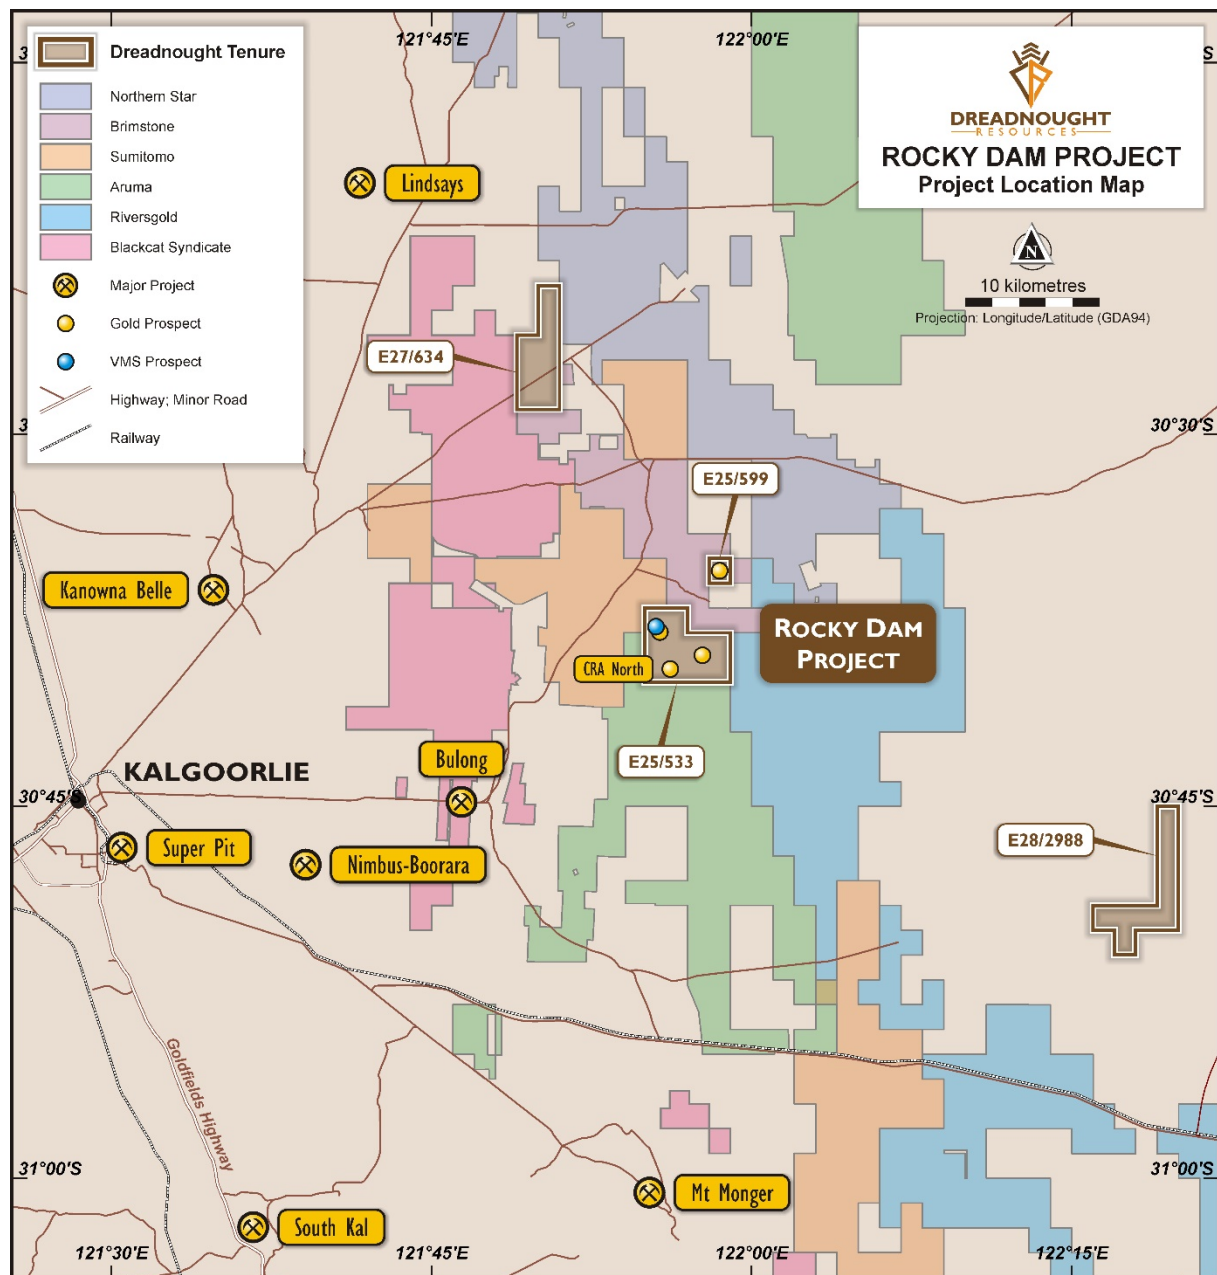 121°45'E
122°00'E
3
S
Dreadnought Tenure
Northern Star
Brimstone
Sumitomo
Aruma
Riversgold
Blackcat Syndicate
Major Project
Gold Prospect
VMS Prospect
Highway; Minor Road
Railway
DREADNOUGHT
RESOURCES
ROCKY DAM PROJECT
Project Location Map
N
10 kilometres
Projection: Longitude/Latitude (GDA94)
Lindsays
E27/634
3
30°30'S
E25/599
Kanowna Belle
ROCKY DAM
PROJECT
CRA North
E25/533
Bulong
KALGOORLIE
30°45'S
30°45'S
Super Pit
Nimbus-Boorara
E28/2988
Goldfields Highway
31°00'S
31°00'S
Mt Monger
South Kal
121°30'E
121°45'E
122°00'E
122°15'E